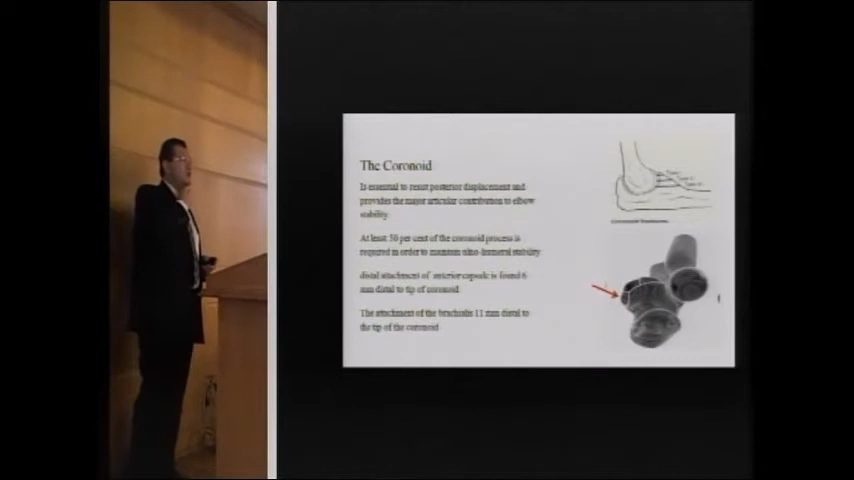 The Coronoid
Is essential to resist posterior displacement and
provides the major articular contribution to elbow
stability.
At least 50 per cent of the coronoid process is
required in order to maintain ulno-humeral stability
distal attachment of anterior capsule is found 6
mm distal to tip of coronoid
The attachment of the brachialis 11 mm distal to
the tip of the coronoid